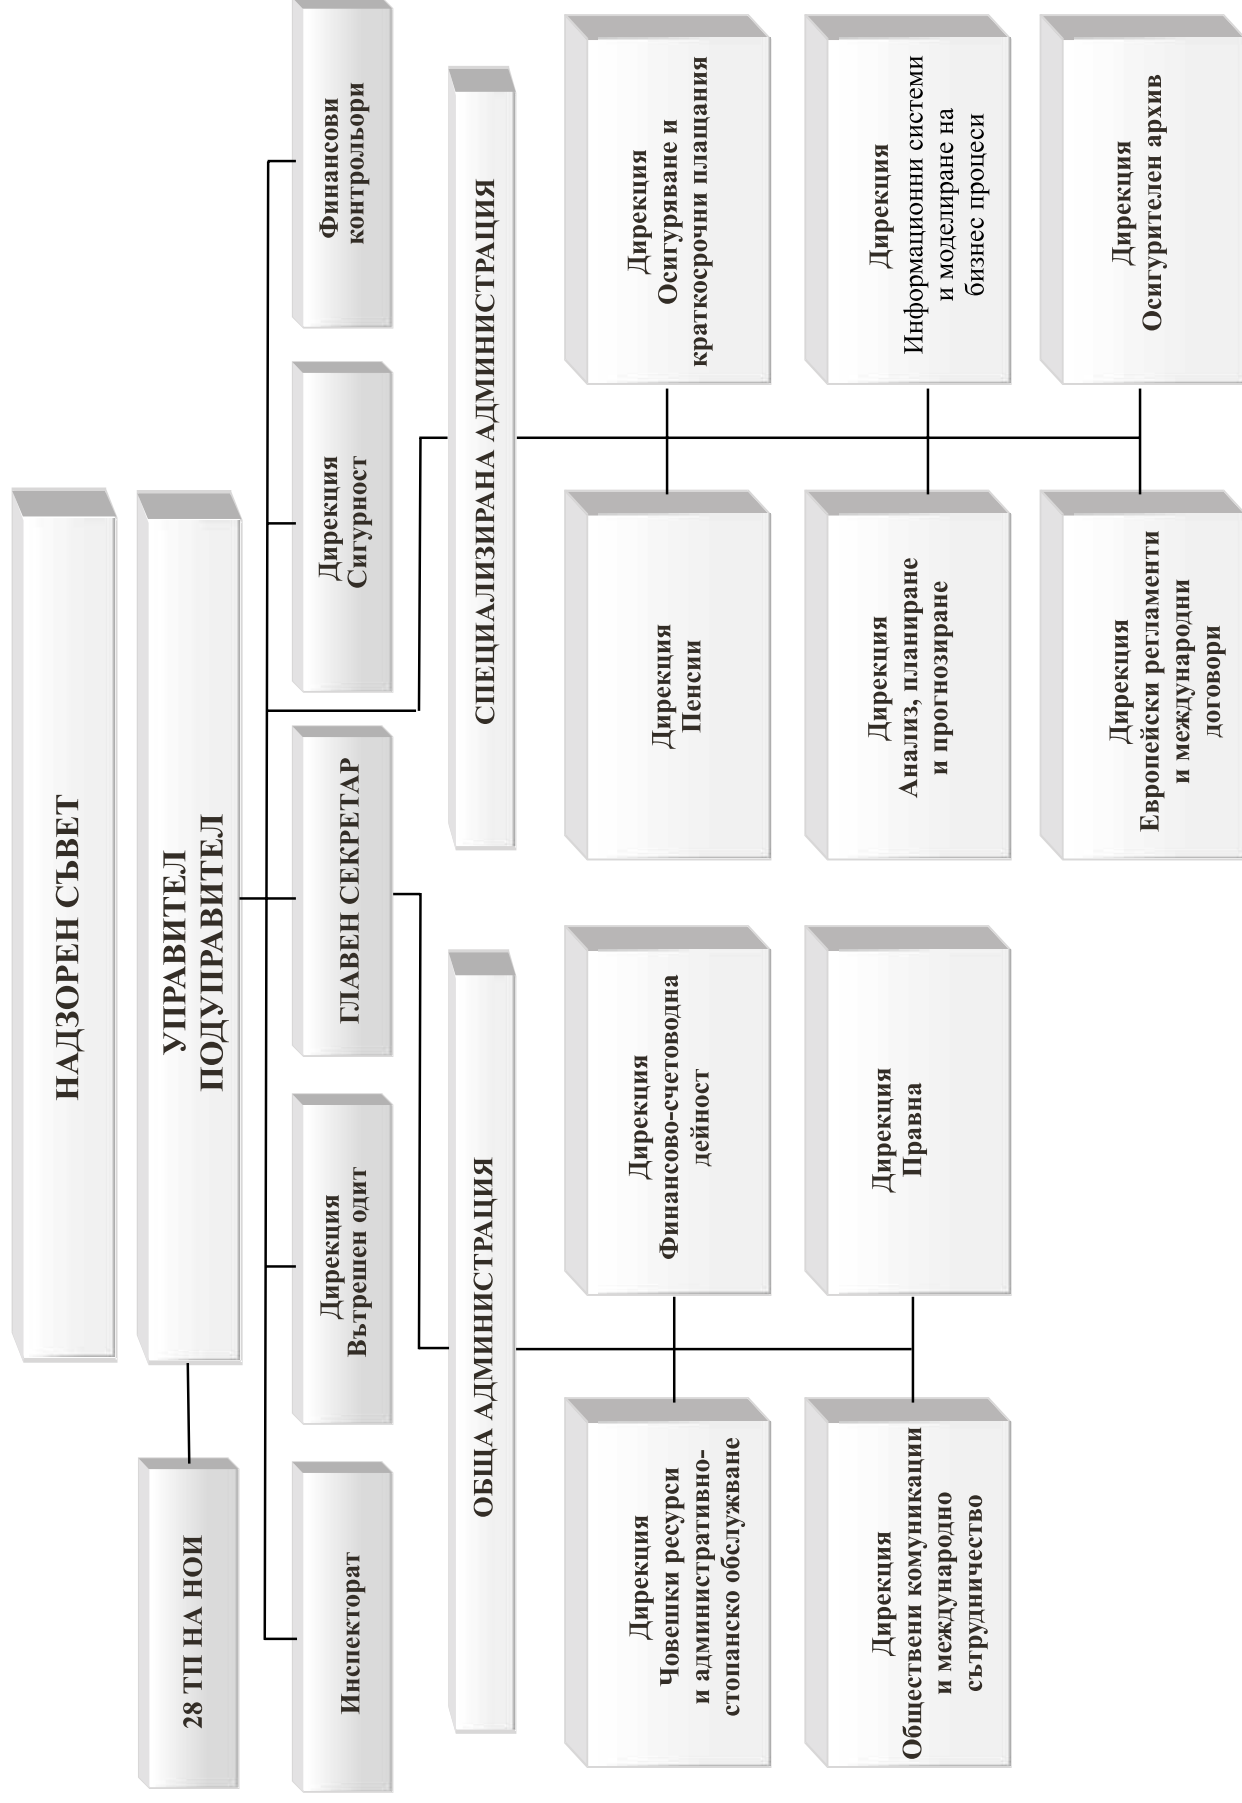 НАДЗОРЕН СЪВЕТ
28 ТП НА НОИ
УПРАВИТЕЛ
ПОДУПРАВИТЕЛ
Инспекторат
Дирекция
Вътрешен одит
ГЛАВЕН СЕКРЕТАР
Дирекция
Сигурност
Финансови
контрольори
ОБЩА АДМИНИСТРАЦИЯ
СПЕЦИАЛИЗИРАНА АДМИНИСТРАЦИЯ
Дирекция
Човешки ресурси
и административно-
стопанско обслужване
Дирекция
Финансово-счетоводна
дейност
Дирекция
Пенсии
Дирекция
Осигуряване и
краткосрочни плащания
Дирекция
Обществени комуникации
и международно
сътрудничество
Дирекция
Правна
Дирекция
Анализ, планиране
и прогнозиране
Дирекция
Информационни системи
и моделиране на
бизнес процеси
Дирекция
Европейски регламенти
и международни
договори
Дирекция
Осигурителен архив